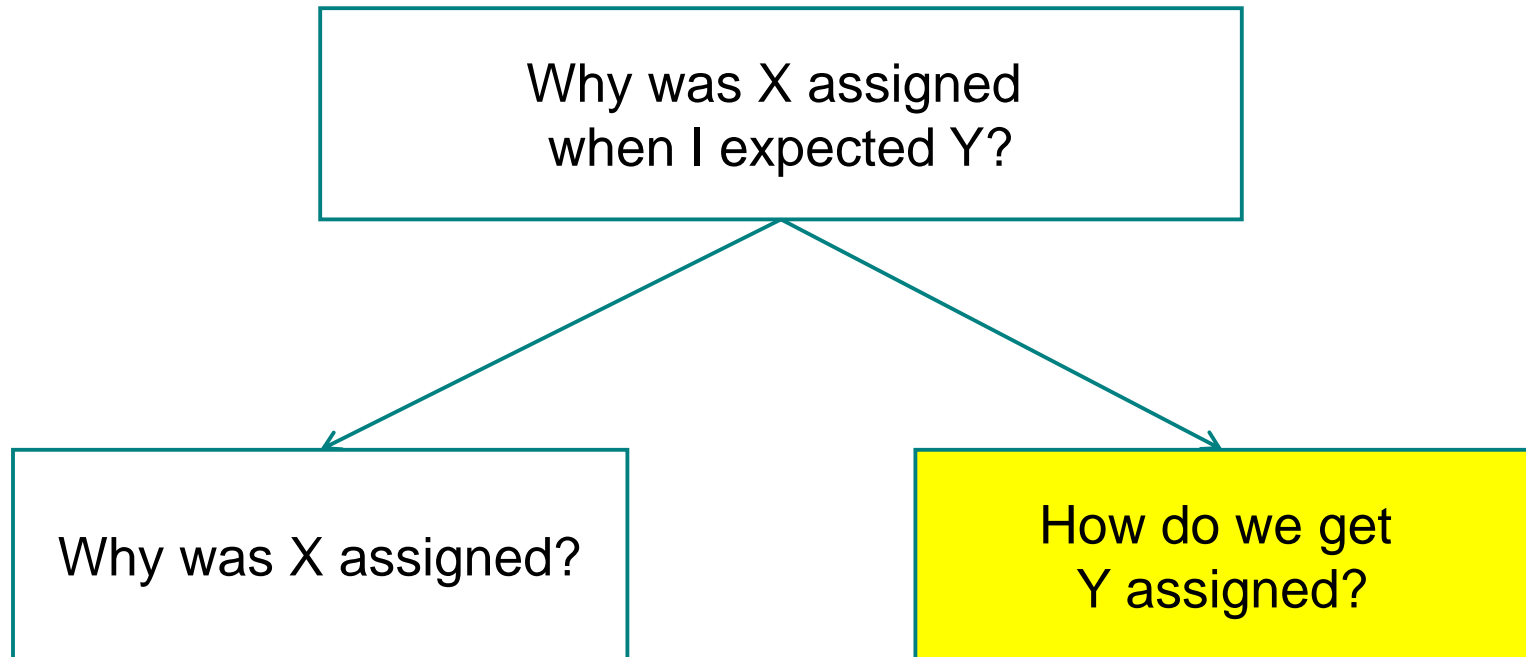 Why was X assigned
when I expected Y?
Why was X assigned?
How do we get
Y assigned?